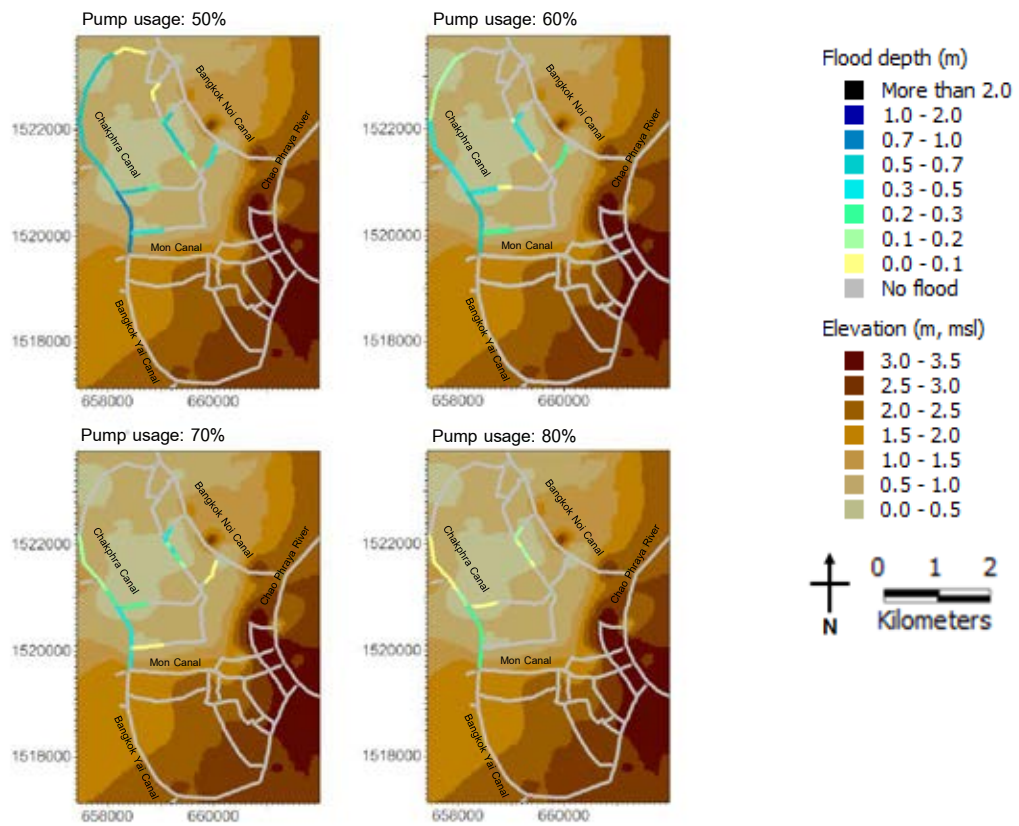 Pump usage: 50%
Pump usage: 60%
1522000
1520000
1518000
658000
660000
Chakphra Canal
Bangkok Noi Canal
Chao Phraya River
Mon Canal
Bangkok Yai Canal
1522000
1520000
1518000
658000
660000
Chakphra Canal
Bangkok Noi Canal
Chao Phraya River
Mon Canal
Bangkok Yai Canal
Flood depth (m)
More than 2.0
1.0 - 2.0
0.7 - 1.0
0.5 - 0.7
0.3 - 0.5
0.2 - 0.3
0.1 - 0.2
0.0 - 0.1
No flood
Elevation (m, msl)
3.0 - 3.5
2.5 - 3.0
2.0 - 2.5
1.5 - 2.0
1.0 - 1.5
0.5 - 1.0
0.0 - 0.5
Pump usage: 70%
Pump usage: 80%
1522000
1520000
1518000
658000
660000
Chakphra Canal
Bangkok Noi Canal
Chao Phraya River
Mon Canal
Bangkok Yai Canal
1522000
1520000
1518000
658000
660000
Chakphra Canal
Bangkok Noi Canal
Chao Phraya River
Mon Canal
Bangkok Yai Canal
N
0 1 2
Kilometers